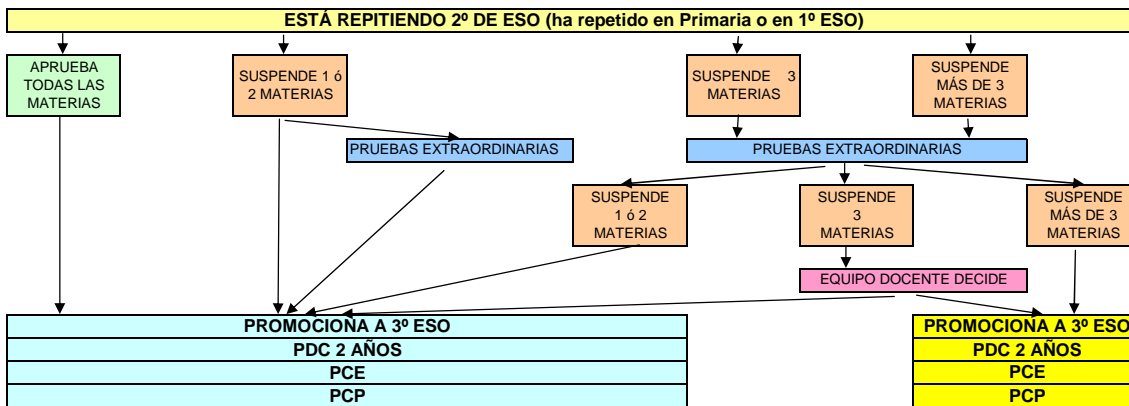 ESTÁ REPITIENDO 2º DE ESO (ha repetido en Primaria o en 1º ESO)
APRUEBA
TODAS LAS
MATERIAS
SUSPENDE 1 ó
2 MATERIAS
SUSPENDE 3
MATERIAS
SUSPENDE
MÁS DE 3
MATERIAS
PRUEBAS EXTRAORDINARIAS
PRUEBAS EXTRAORDINARIAS
SUSPENDE
1 ó 2
MATERIAS
SUSPENDE
3
MATERIAS
SUSPENDE
MÁS DE 3
MATERIAS
EQUIPO DOCENTE DECIDE
PROMOCIONA A 3º ESO
PDC 2 AÑOS
PCE
PCP
PROMOCIONA A 3º ESO
PDC 2 AÑOS
PCE
PCP